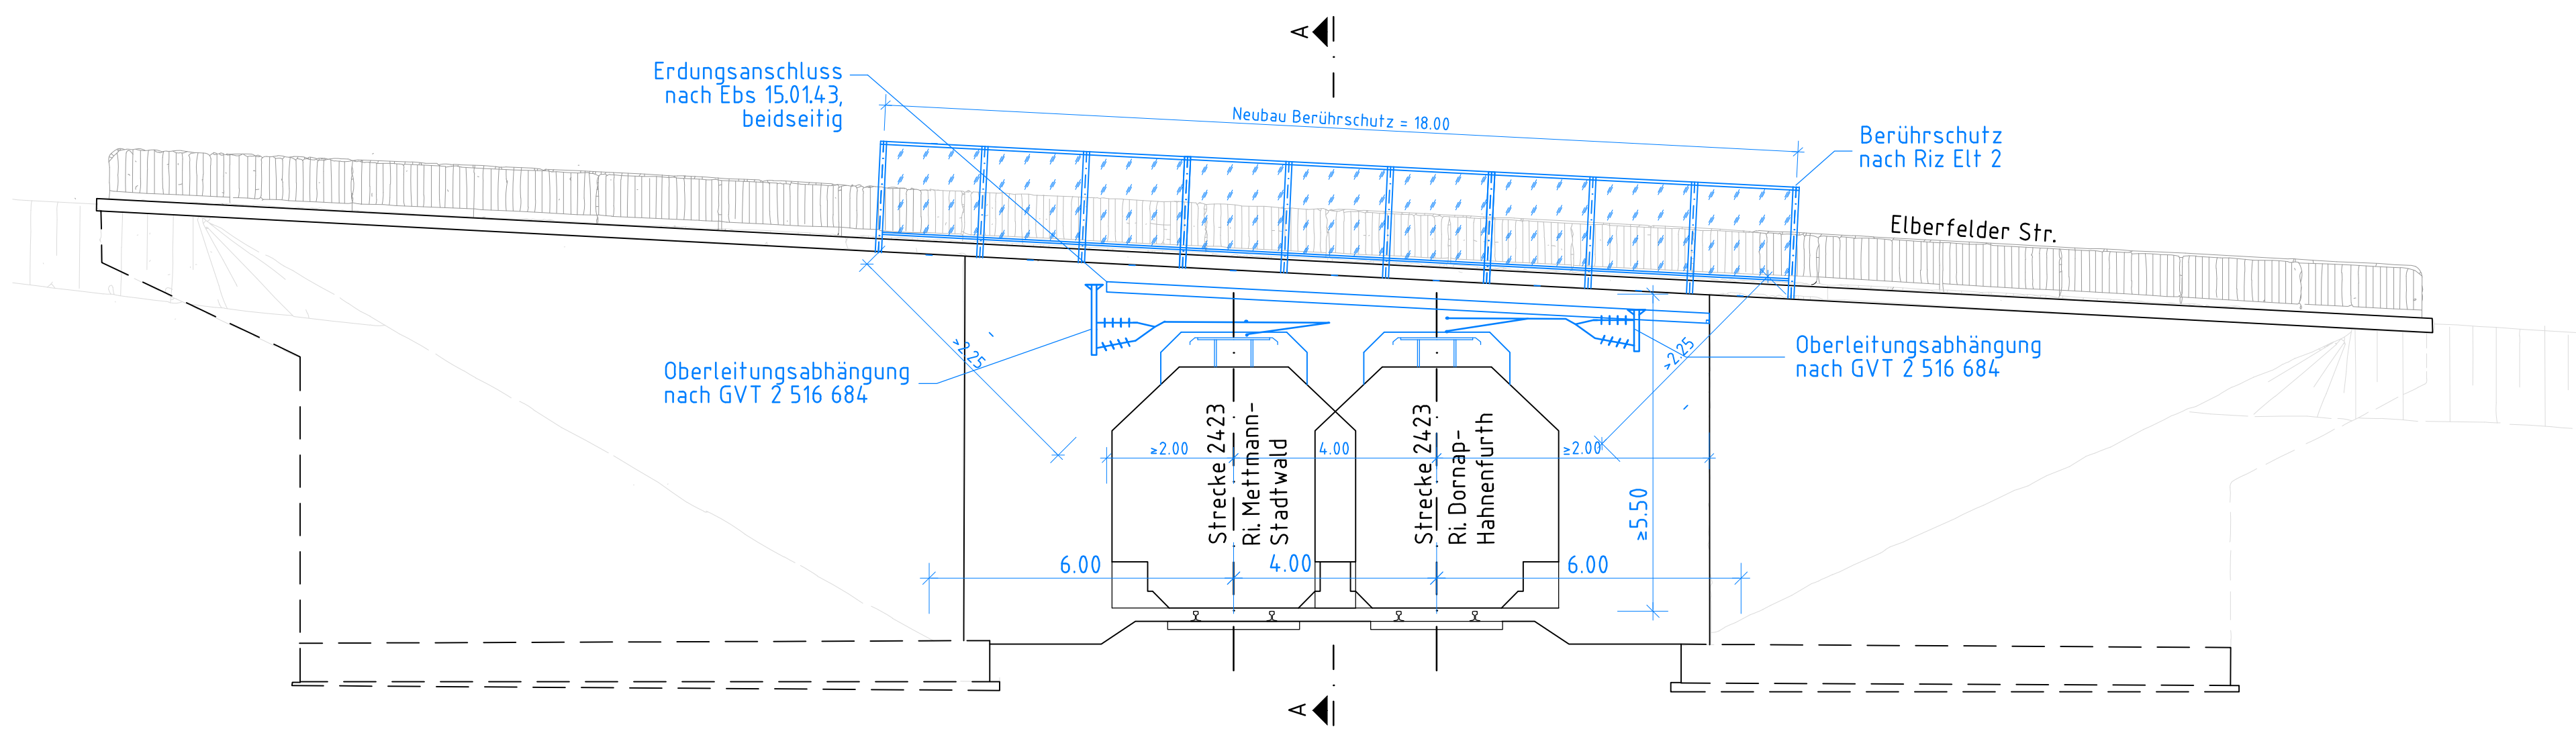 A
Erdungsanschluss
nach Ebs 15.01.43,
beidseitig
Neubau Berührschutz = 18.00
Berührschutz
nach Riz Elt 2
Elberfelder Str.
Oberleitungsabhängung
nach GVT 2 516 684
>2.25
>2.25
Oberleitungsabhängung
nach GVT 2 516 684
Strecke 2423
Ri. Mettmann-
Stadtwald
Strecke 2423
Ri. Dornap-
Hahnenfurth
≥2.00
4.00
≥2.00
≥5.50
6.00
4.00
6.00
A